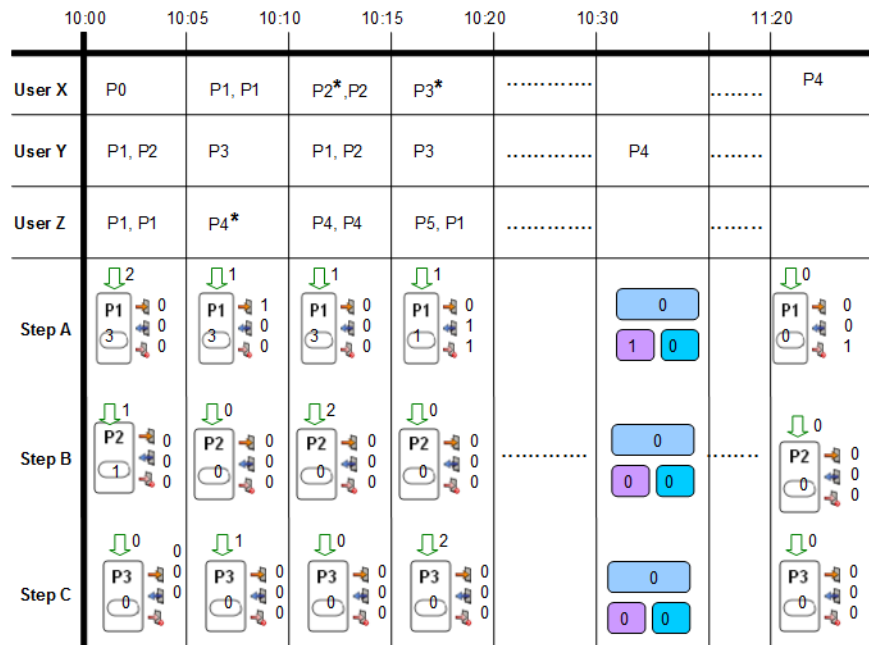 10:00 10:05 10:10 10:15 10:20 10:30 11:20
User X P0 P1, P1 P2*,P2 P3* ............. ....... P4
User Y P1, P2 P3 P1, P2 P3 ............. P4 .......
User Z P1, P1 P4* P4, P4 P5, P1 ............. .......
2 1 1 1 0
Step A P1 3 0 0 0 P1 3 1 0 0 P1 3 0 0 0 P1 1 0 1 1 0 1 0 P1 0 0 0 1
1 0 2 0 0
Step B P2 1 0 0 0 P2 0 0 0 0 P2 0 0 0 0 P2 0 0 0 0 ............. 0 0 0 ....... P2 0 0 0 0
0 1 0 2 0
Step C P3 0 0 0 0 P3 0 0 0 0 P3 0 0 0 0 P3 0 0 0 0 0 0 0 P3 0 0 0 0